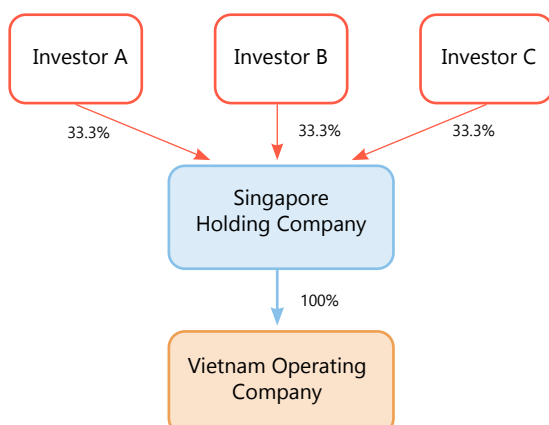 Investor A
Investor B
Investor C
33.3%
33.3%
33.3%
Singapore
Holding Company
100%
Vietnam Operating
Company